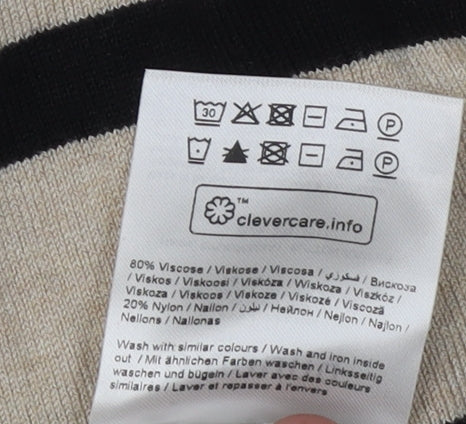 30 P
P
™
clevercare.info
80% Viscose / Viskose / Viscosa / فسكوزي / Вискоза
/ Viskos / Viskoosi / Viskóza / Wiskoza / Viszkóz /
Viskoza / Viskoos / Viskoze / Viskozė / Viscoză
20% Nylon / Nailon / نيلون / Нейлон / Nejlon / Najlon /
Neilons / Nailonas
Wash with similar colours / Wash and iron inside
out / Mit ähnlichen Farben waschen / Linksseitig
waschen und bügeln / Laver avec des couleurs
similaires / Laver et repasser à l'envers